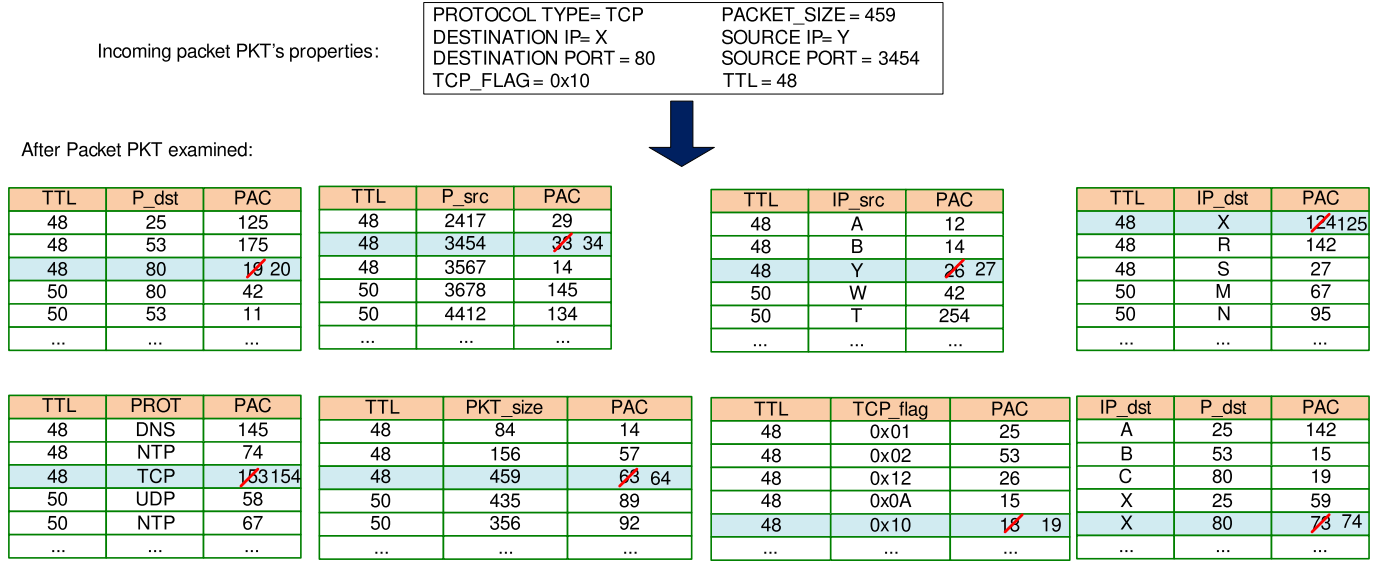 PROTOCOL TYPE= TCP PACKET_SIZE = 459
DESTINATION IP= X SOURCE IP= Y
Incoming packet PKT's properties:
DESTINATION PORT = 80 SOURCE PORT = 3454
TCP_FLAG = 0x10 TTL = 48
After Packet PKT examined:
TTL P_dst PAC
48 25 125
48 53 175
48 80 19 20
50 80 42
50 53 11
... ... ...
TTL P_src PAC
48 2417 29
48 3454 33 34
48 3567 14
50 3678 145
50 4412 134
... ... ...
TTL IP_src PAC
48 A 12
48 B 14
48 Y 26 27
50 W 42
50 T 254
... ... ...
TTL IP_dst PAC
48 X 124 125
48 R 142
48 S 27
50 M 67
50 N 95
... ... ...
TTL PROT PAC
48 DNS 145
48 NTP 74
48 TCP 153 154
50 UDP 58
50 NTP 67
... ... ...
TTL PKT_size PAC
48 84 14
48 156 57
48 459 63 64
50 435 89
50 356 92
... ... ...
TTL TCP_flag PAC
48 0x01 25
48 0x02 53
48 0x12 26
48 0x0A 15
48 0x10 18 19
... ... ...
IP_dst P_dst PAC
A 25 142
B 53 15
C 80 19
X 25 59
X 80 73 74
... ... ...